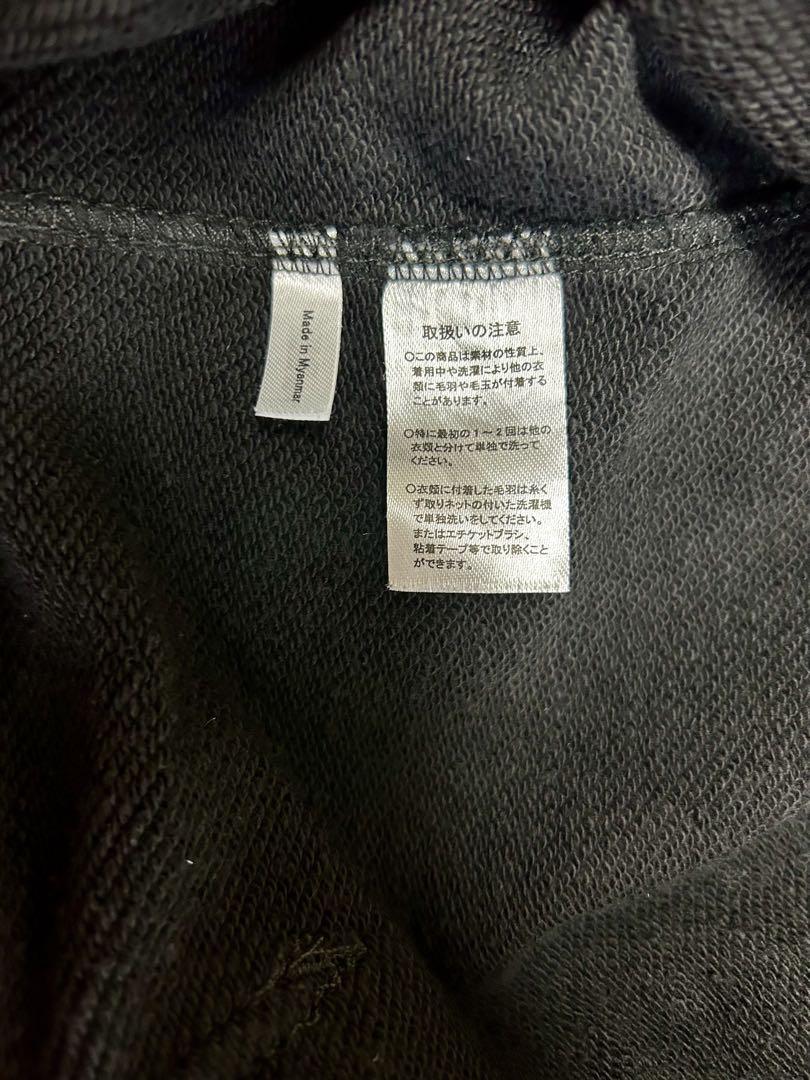 Made in Myanmar
取扱いの注意
○この商品は素材の性質上、
着用中や洗濯により他の衣
類に毛羽や毛玉が付着する
ことがあります。
○特に最初の1〜2回は他の
衣類と分けて単独で洗って
ください。
○衣類に付着した毛羽は糸く
ず取りネットの付いた洗濯機
で単独洗いをしてください。
またはエチケットブラシ、
粘着テープ等で取り除くこと
ができます。